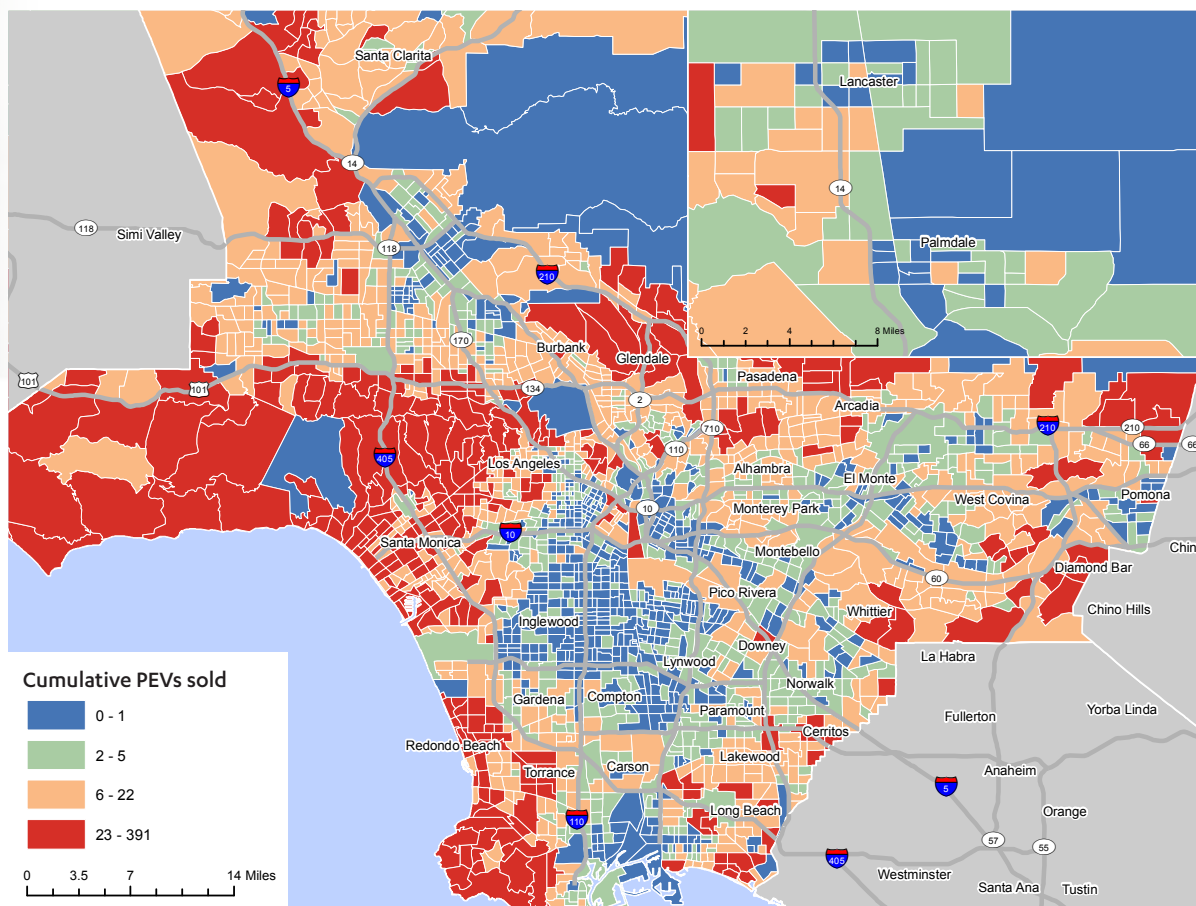 Santa Clarita
5
14
118
Simi Valley
118
210
170
Burbank
Glendale
101
101
134
2
Pasadena
Arcadia
710
110
405
Los Angeles
Alhambra
El Monte
210
210
66
66
West Covina
Pomona
10
Monterey Park
10
Santa Monica
Montebello
Chin
Diamond Bar
60
Pico Rivera
Chino Hills
Whittier
Inglewood
Downey
La Habra
Lynwood
Norwalk
Gardena
Compton
Paramount
Fullerton
Yorba Linda
Cerritos
Redondo Beach
Lakewood
Carson
Torrance
Anaheim
5
Long Beach
Orange
110
57
55
405
Westminster
Santa Ana
Tustin
Lancaster
14
Palmdale
0 2 4 8 Miles
Cumulative PEVs sold
0 - 1
2 - 5
6 - 22
23 - 391
0 3.5 7 14 Miles